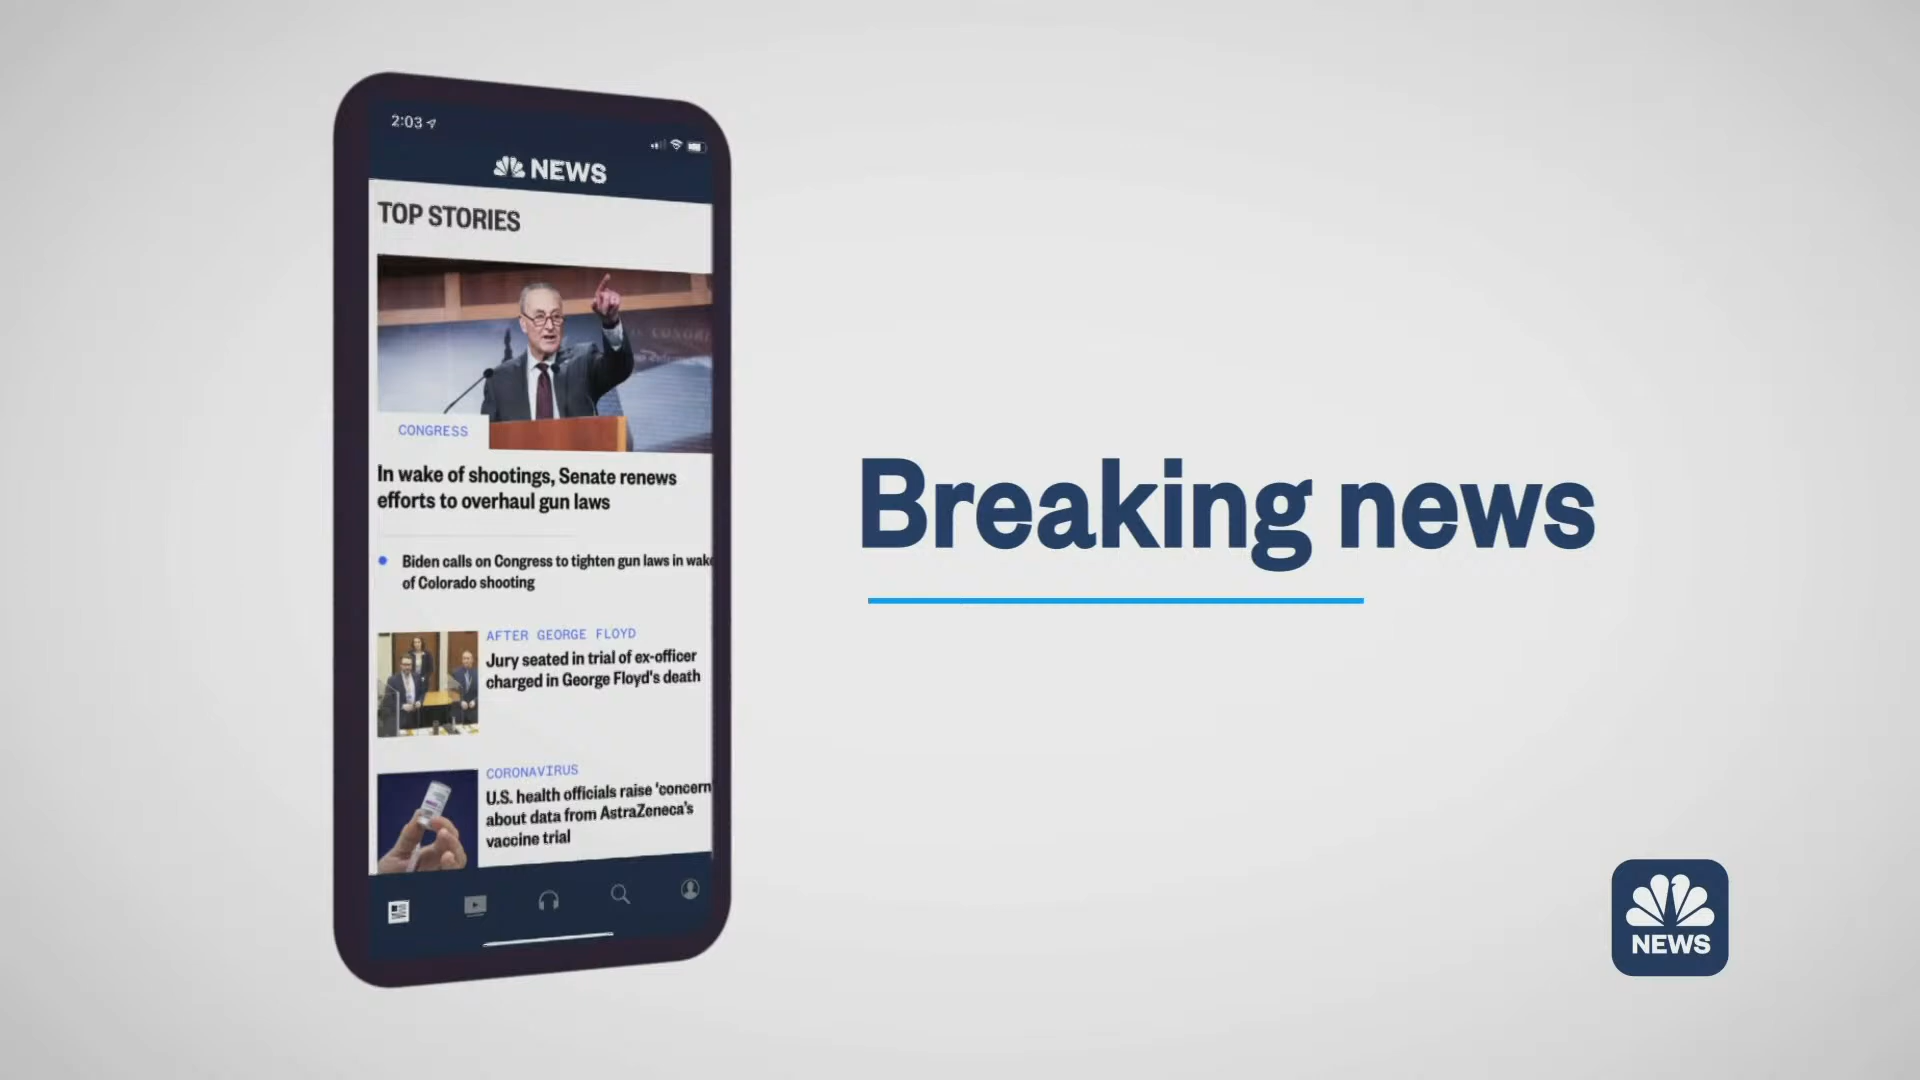 2:03
NEWS
TOP STORIES
CONGRESS
In wake of shootings, Senate renews
efforts to overhaul gun laws
Biden calls on Congress to tighten gun laws in wake
of Colorado shooting
AFTER GEORGE FLOYD
Jury seated in trial of ex-officer
charged in George Floyd's death
CORONAVIRUS
U.S. health officials raise 'concern
about data from AstraZeneca's
vaccine trial
Breaking news
NEWS